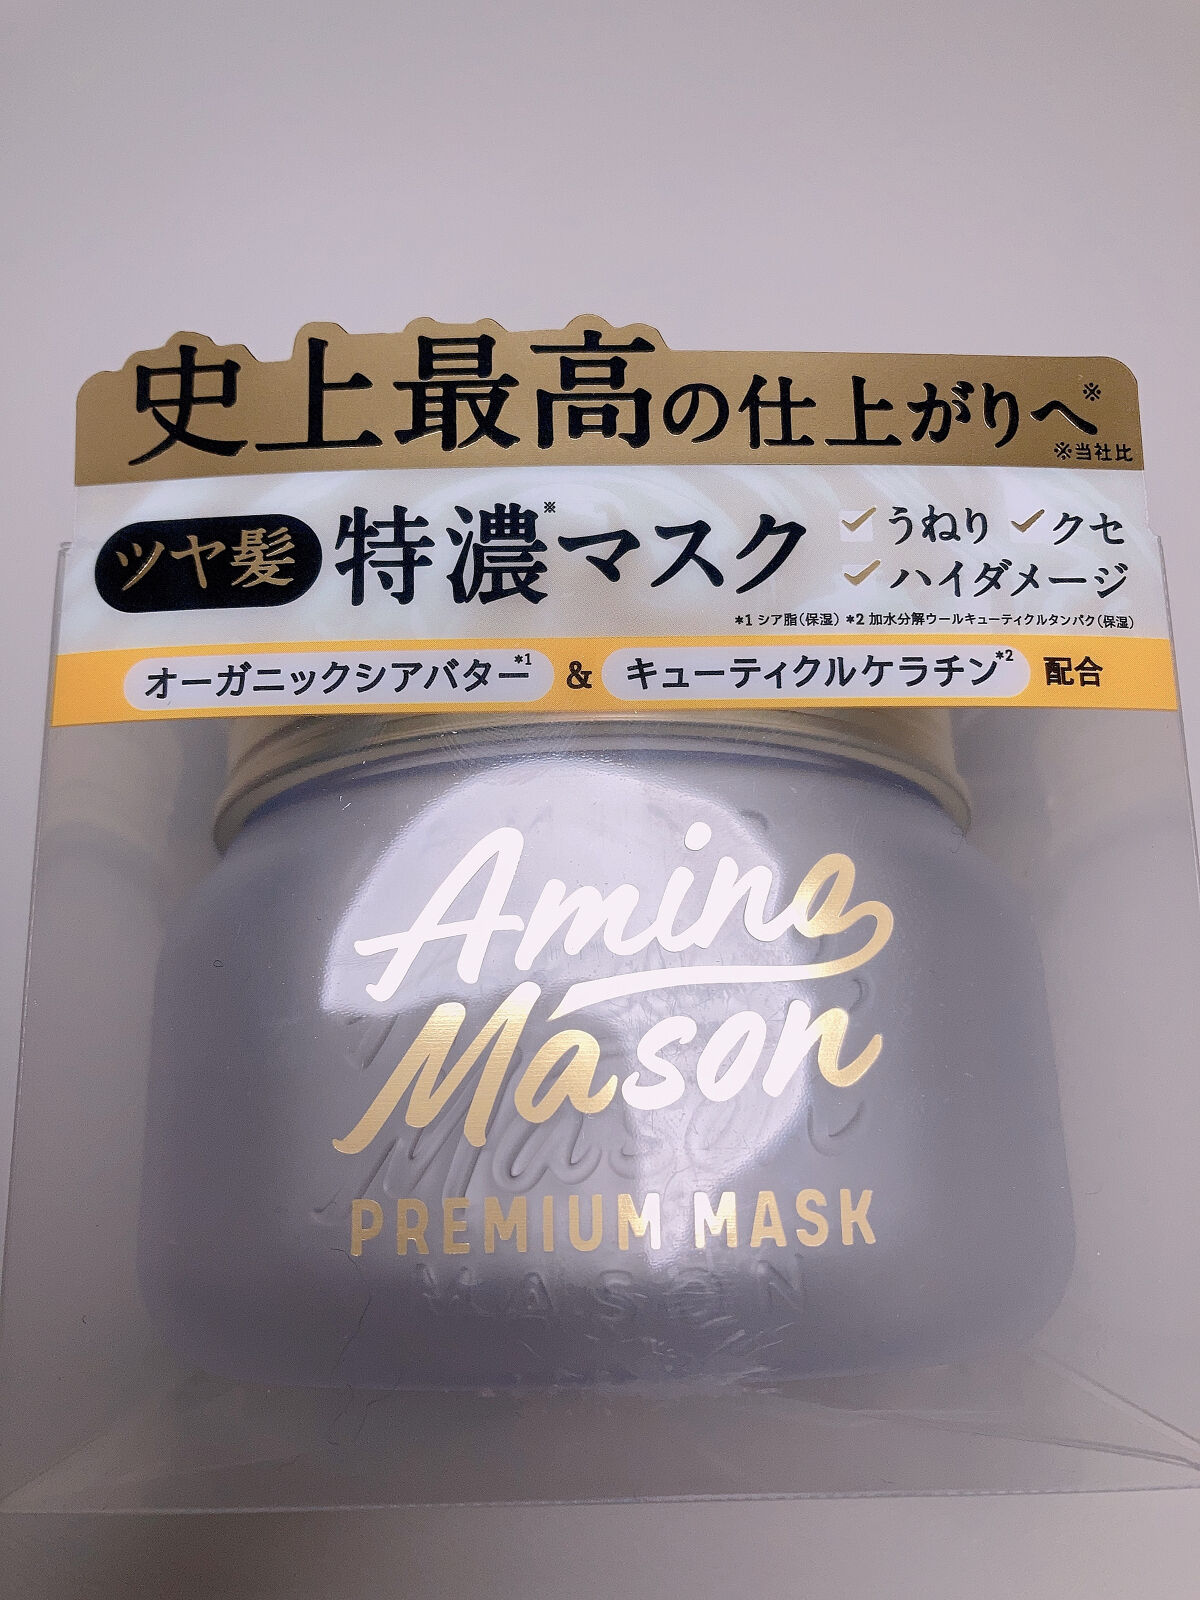 史上最高の仕上がりへ※
※当社比
ツヤ髪 特濃※マスク
✓うねり ✓クセ
✓ハイダメージ
*1 シア脂(保湿) *2 加水分解ウールキューティクルタンパク(保湿)
オーガニックシアバター*1 & キューティクルケラチン*2 配合
Amino
Mason
PREMIUM MASK
Mason
MASON